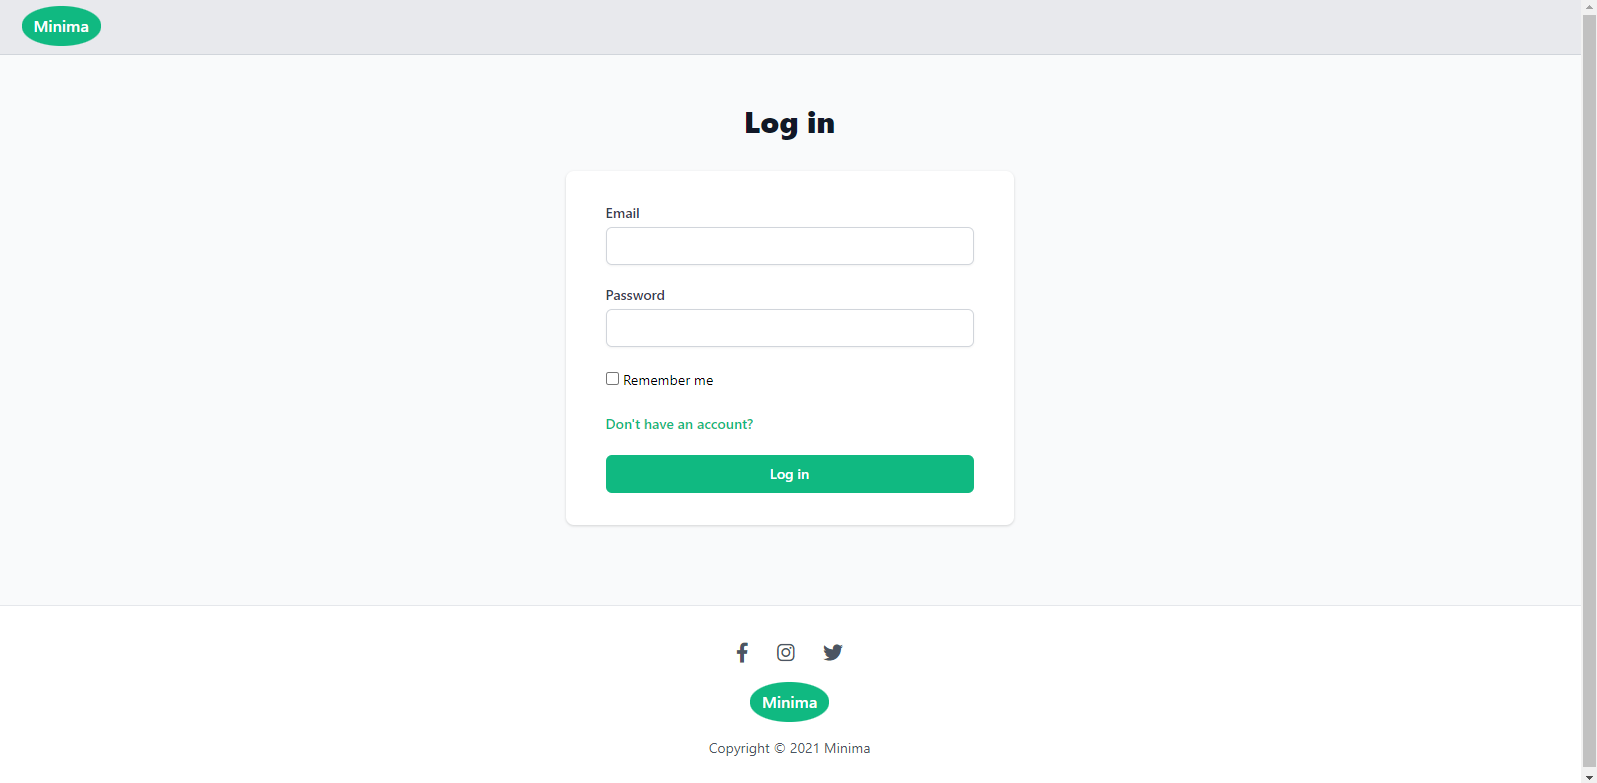 Minima
Log in
Email
Password
Remember me
Don't have an account?
Log in
Minima
Copyright © 2021 Minima